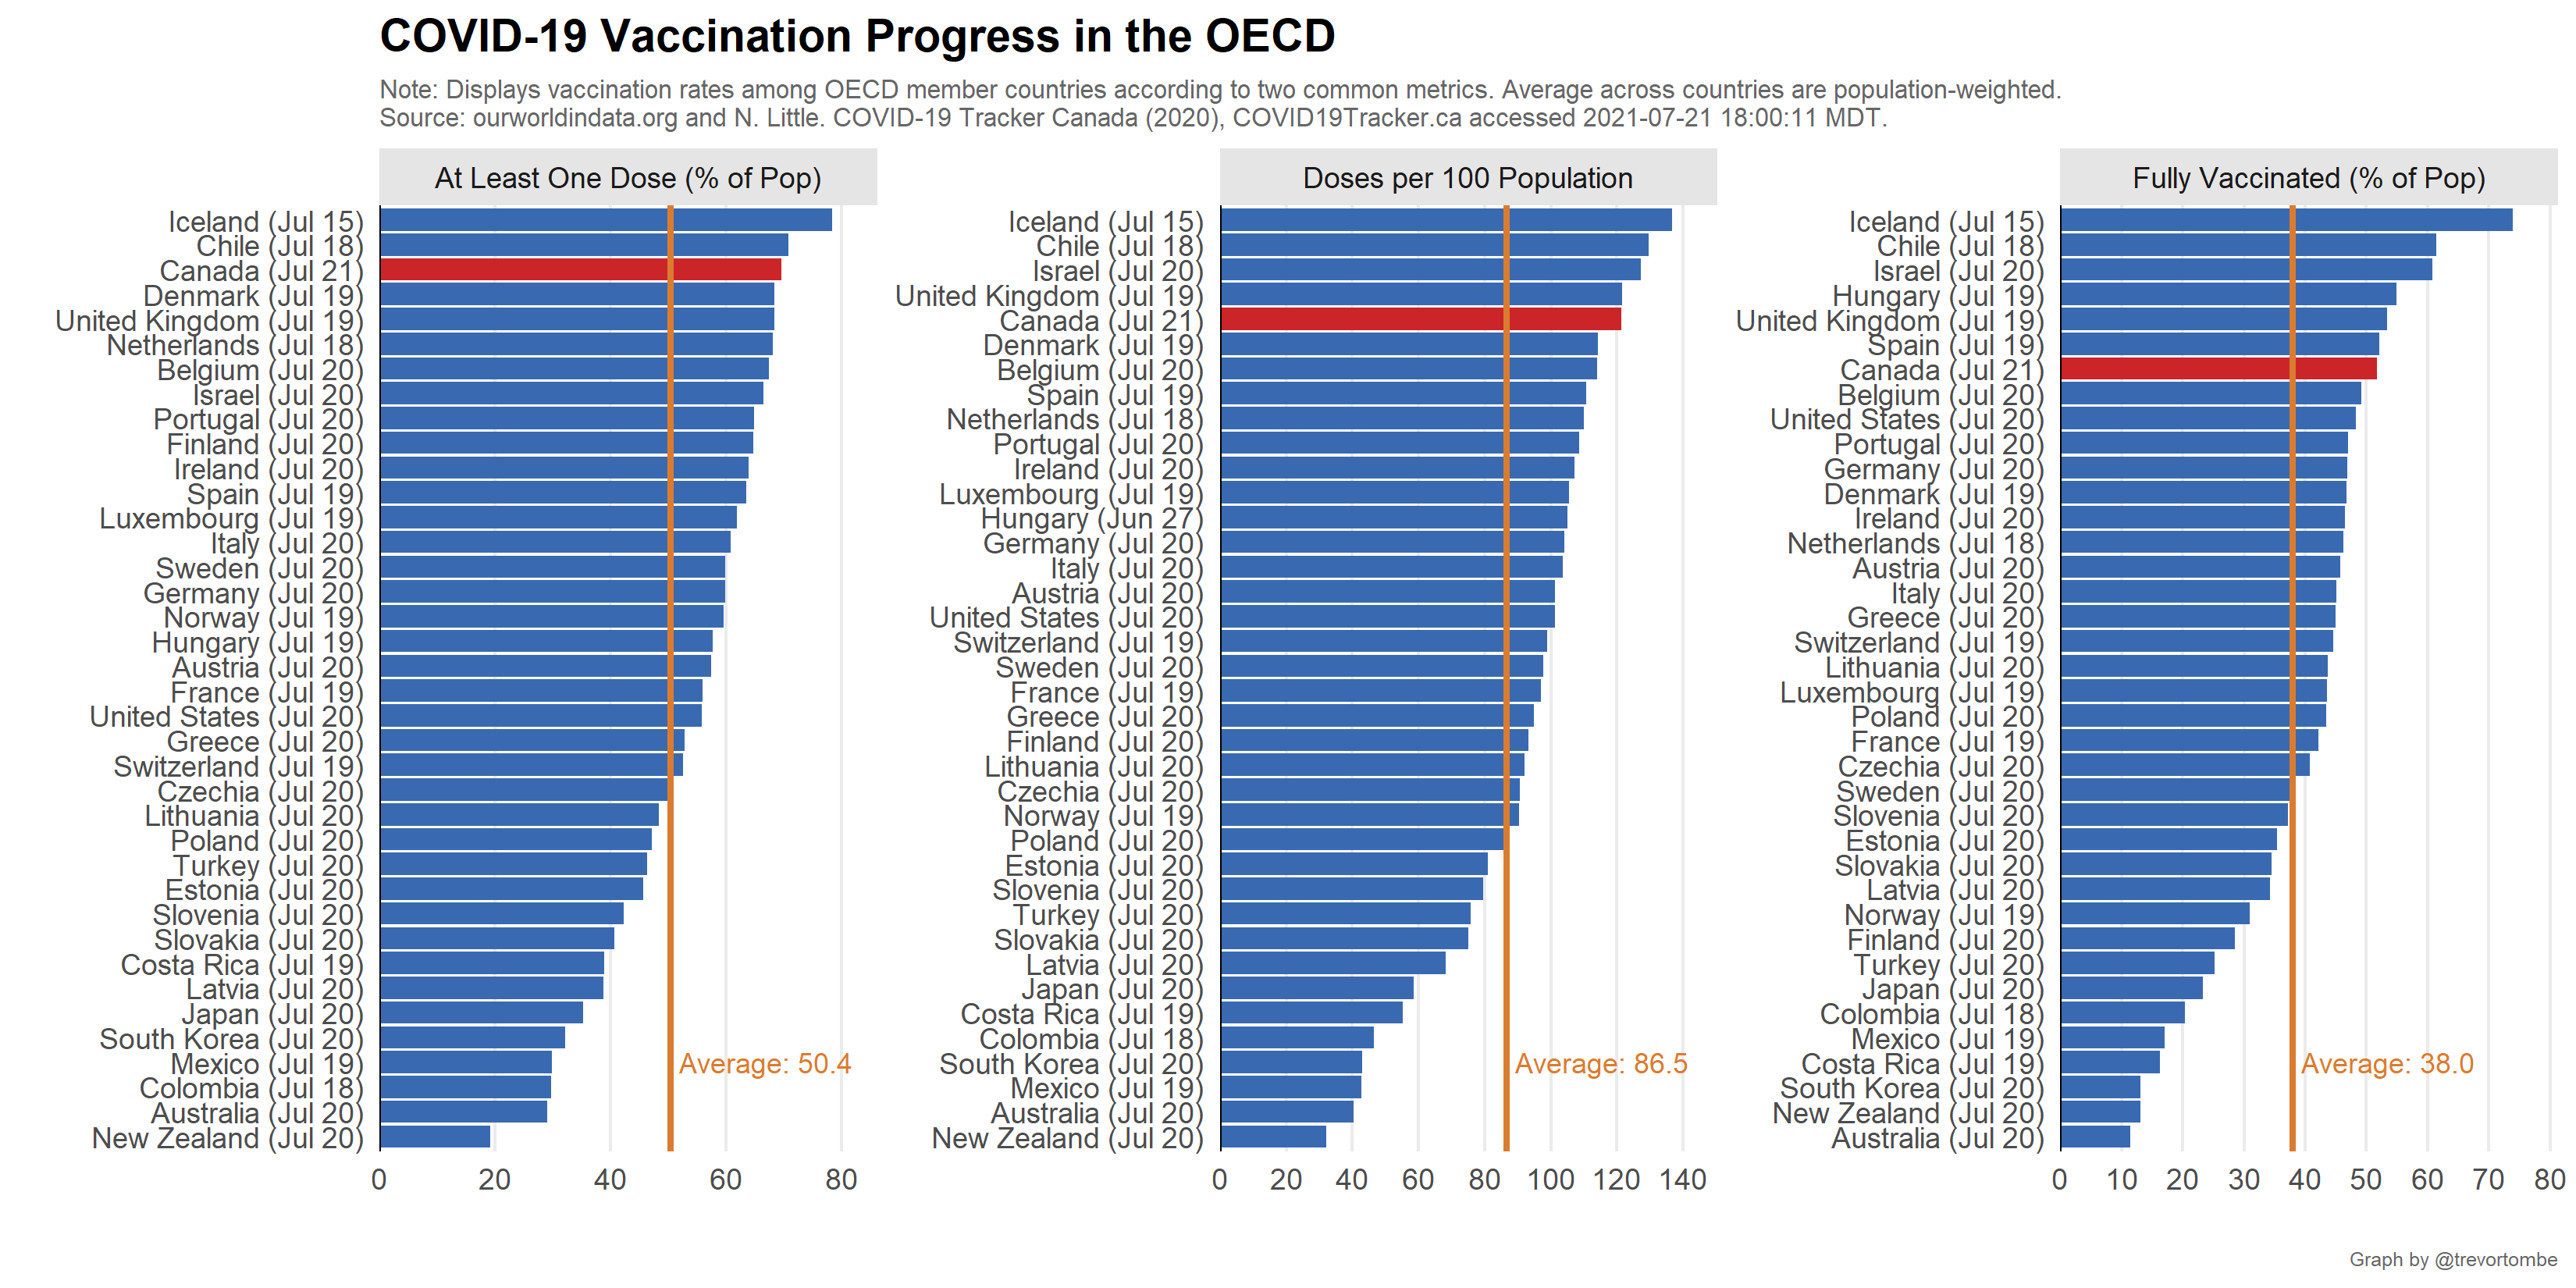 COVID-19 Vaccination Progress in the OECD
Note: Displays vaccination rates among OECD member countries according to two common metrics. Average across countries are population-weighted.
Source: ourworldindata.org and N. Little. COVID-19 Tracker Canada (2020), COVID19Tracker.ca accessed 2021-07-21 18:00:11 MDT.
At Least One Dose (% of Pop)
Iceland (Jul 15)
Chile (Jul 18)
Canada (Jul 21)
Denmark (Jul 19)
United Kingdom (Jul 19)
Netherlands (Jul 18)
Belgium (Jul 20)
Israel (Jul 20)
Portugal (Jul 20)
Finland (Jul 20)
Ireland (Jul 20)
Spain (Jul 19)
Luxembourg (Jul 19)
Italy (Jul 20)
Sweden (Jul 20)
Germany (Jul 20)
Norway (Jul 19)
Hungary (Jul 19)
Austria (Jul 20)
France (Jul 19)
United States (Jul 20)
Greece (Jul 20)
Switzerland (Jul 19)
Czechia (Jul 20)
Lithuania (Jul 20)
Poland (Jul 20)
Turkey (Jul 20)
Estonia (Jul 20)
Slovenia (Jul 20)
Slovakia (Jul 20)
Costa Rica (Jul 19)
Latvia (Jul 20)
Japan (Jul 20)
South Korea (Jul 20)
Mexico (Jul 19)
Colombia (Jul 18)
Australia (Jul 20)
New Zealand (Jul 20)
Average: 50.4
0 20 40 60 80
Doses per 100 Population
Iceland (Jul 15)
Chile (Jul 18)
Israel (Jul 20)
United Kingdom (Jul 19)
Canada (Jul 21)
Denmark (Jul 19)
Belgium (Jul 20)
Spain (Jul 19)
Netherlands (Jul 18)
Portugal (Jul 20)
Ireland (Jul 20)
Luxembourg (Jul 19)
Hungary (Jun 27)
Germany (Jul 20)
Italy (Jul 20)
Austria (Jul 20)
United States (Jul 20)
Switzerland (Jul 19)
Sweden (Jul 20)
France (Jul 19)
Greece (Jul 20)
Finland (Jul 20)
Lithuania (Jul 20)
Czechia (Jul 20)
Norway (Jul 19)
Poland (Jul 20)
Estonia (Jul 20)
Slovenia (Jul 20)
Turkey (Jul 20)
Slovakia (Jul 20)
Latvia (Jul 20)
Japan (Jul 20)
Costa Rica (Jul 19)
Colombia (Jul 18)
South Korea (Jul 20)
Mexico (Jul 19)
Australia (Jul 20)
New Zealand (Jul 20)
Average: 86.5
0 20 40 60 80 100 120 140
Fully Vaccinated (% of Pop)
Iceland (Jul 15)
Chile (Jul 18)
Israel (Jul 20)
Hungary (Jul 19)
United Kingdom (Jul 19)
Spain (Jul 19)
Canada (Jul 21)
Belgium (Jul 20)
United States (Jul 20)
Portugal (Jul 20)
Germany (Jul 20)
Denmark (Jul 19)
Ireland (Jul 20)
Netherlands (Jul 18)
Austria (Jul 20)
Italy (Jul 20)
Greece (Jul 20)
Switzerland (Jul 19)
Lithuania (Jul 20)
Luxembourg (Jul 19)
Poland (Jul 20)
France (Jul 19)
Czechia (Jul 20)
Sweden (Jul 20)
Slovenia (Jul 20)
Estonia (Jul 20)
Slovakia (Jul 20)
Latvia (Jul 20)
Norway (Jul 19)
Finland (Jul 20)
Turkey (Jul 20)
Japan (Jul 20)
Colombia (Jul 18)
Mexico (Jul 19)
Costa Rica (Jul 19)
South Korea (Jul 20)
New Zealand (Jul 20)
Australia (Jul 20)
Average: 38.0
0 10 20 30 40 50 60 70 80
Graph by @trevortombe